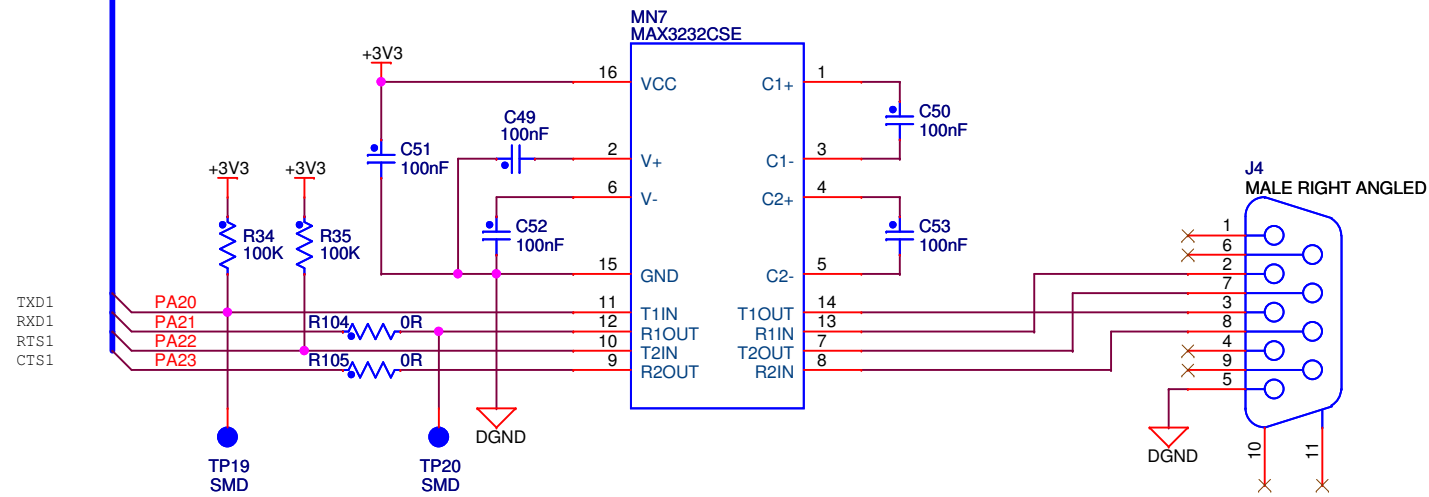 MN7
MAX3232CSE
+3V3
16 VCC C1+ 1
C50
100nF
C49
100nF
C51
100nF
2 V+ C1- 3
+3V3 +3V3
6 V- C2+ 4
C52
100nF
C53
100nF
R34
100K
R35
100K
15 GND C2- 5
TXD1 PA20 11 T1IN T1OUT 14
RXD1 PA21 R104 0R 12 R1OUT R1IN 13
RTS1 PA22 10 T2IN T2OUT 7
CTS1 PA23 R105 0R 9 R2OUT R2IN 8
J4
MALE RIGHT ANGLED
1
6
2
7
3
8
4
9
5
DGND
DGND
10 11
TP19
SMD
TP20
SMD